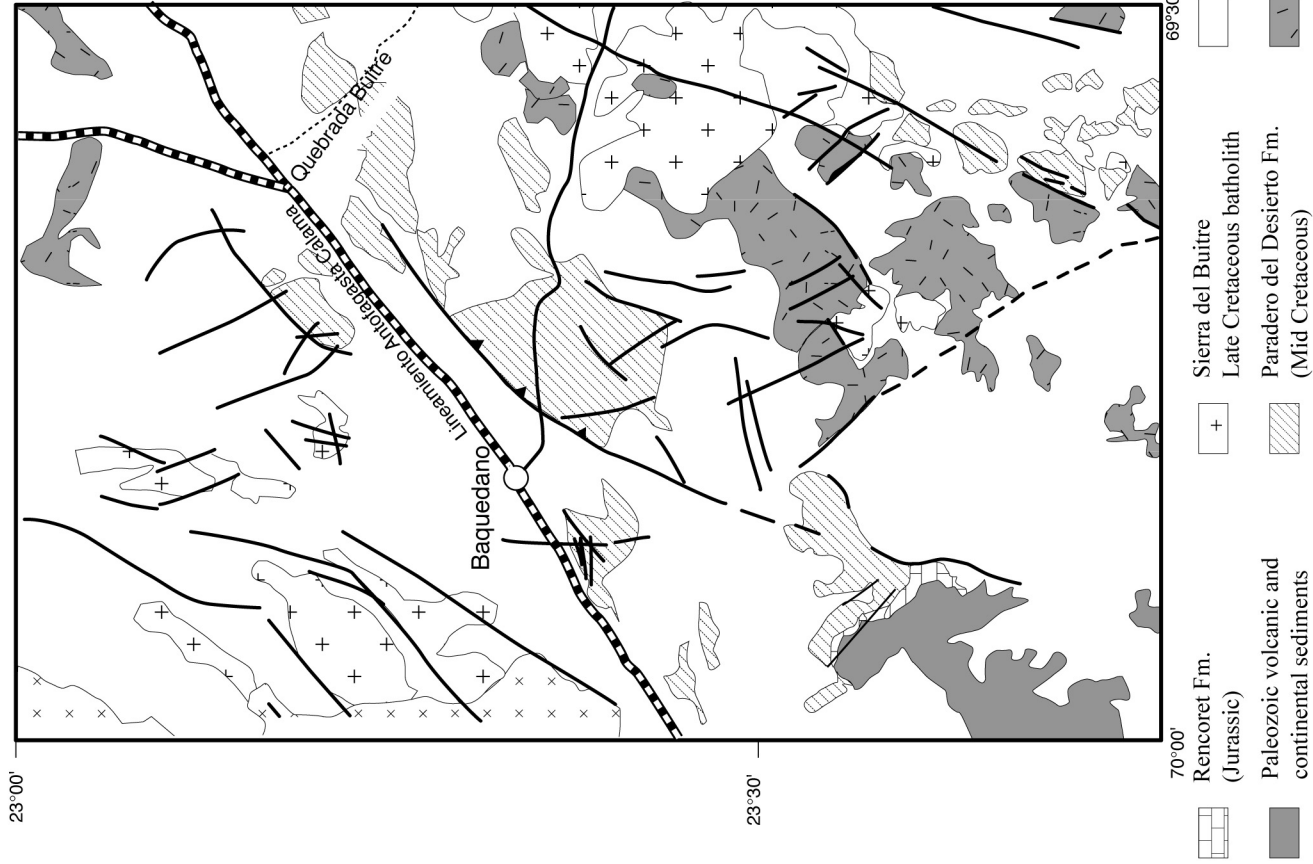 23°00'
Quebrada Buitre
Lineamiento Antofagasta Calama
Baquedano
23°30'
70°00'
69°30
Rencoret Fm.
(Jurassic)
Sierra del Buitre
Late Cretaceous batholith
Paleozoic volcanic and
continental sediments
Paradero del Desierto Fm.
(Mid Cretaceous)